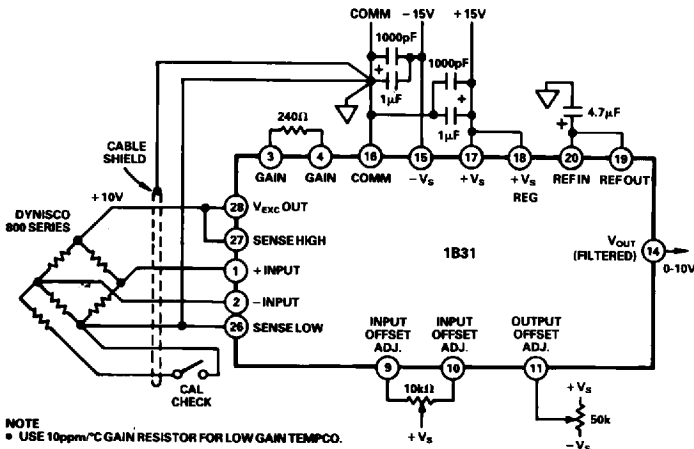 COMM −15V +15V
1000pF
1000pF
+
+
1µF
1µF
4.7µF
+
240Ω
CABLE
SHIELD
3 4 16 15 17 18 20 19
GAIN GAIN COMM −VS +VS +VS REF IN REF OUT
REG
+10V
DYNISCO
800 SERIES
28 VEXC OUT
27 SENSE HIGH
1 +INPUT
2 −INPUT
26 SENSE LOW
1B31
VOUT
(FILTERED)
14
0-10V
INPUT
OFFSET
ADJ.
INPUT
OFFSET
ADJ.
OUTPUT
OFFSET
ADJ.
9 10 11
10kΩ
+VS
+VS
50k
−VS
CAL
CHECK
NOTE
• USE 10ppm/°C GAIN RESISTOR FOR LOW GAIN TEMPCO.